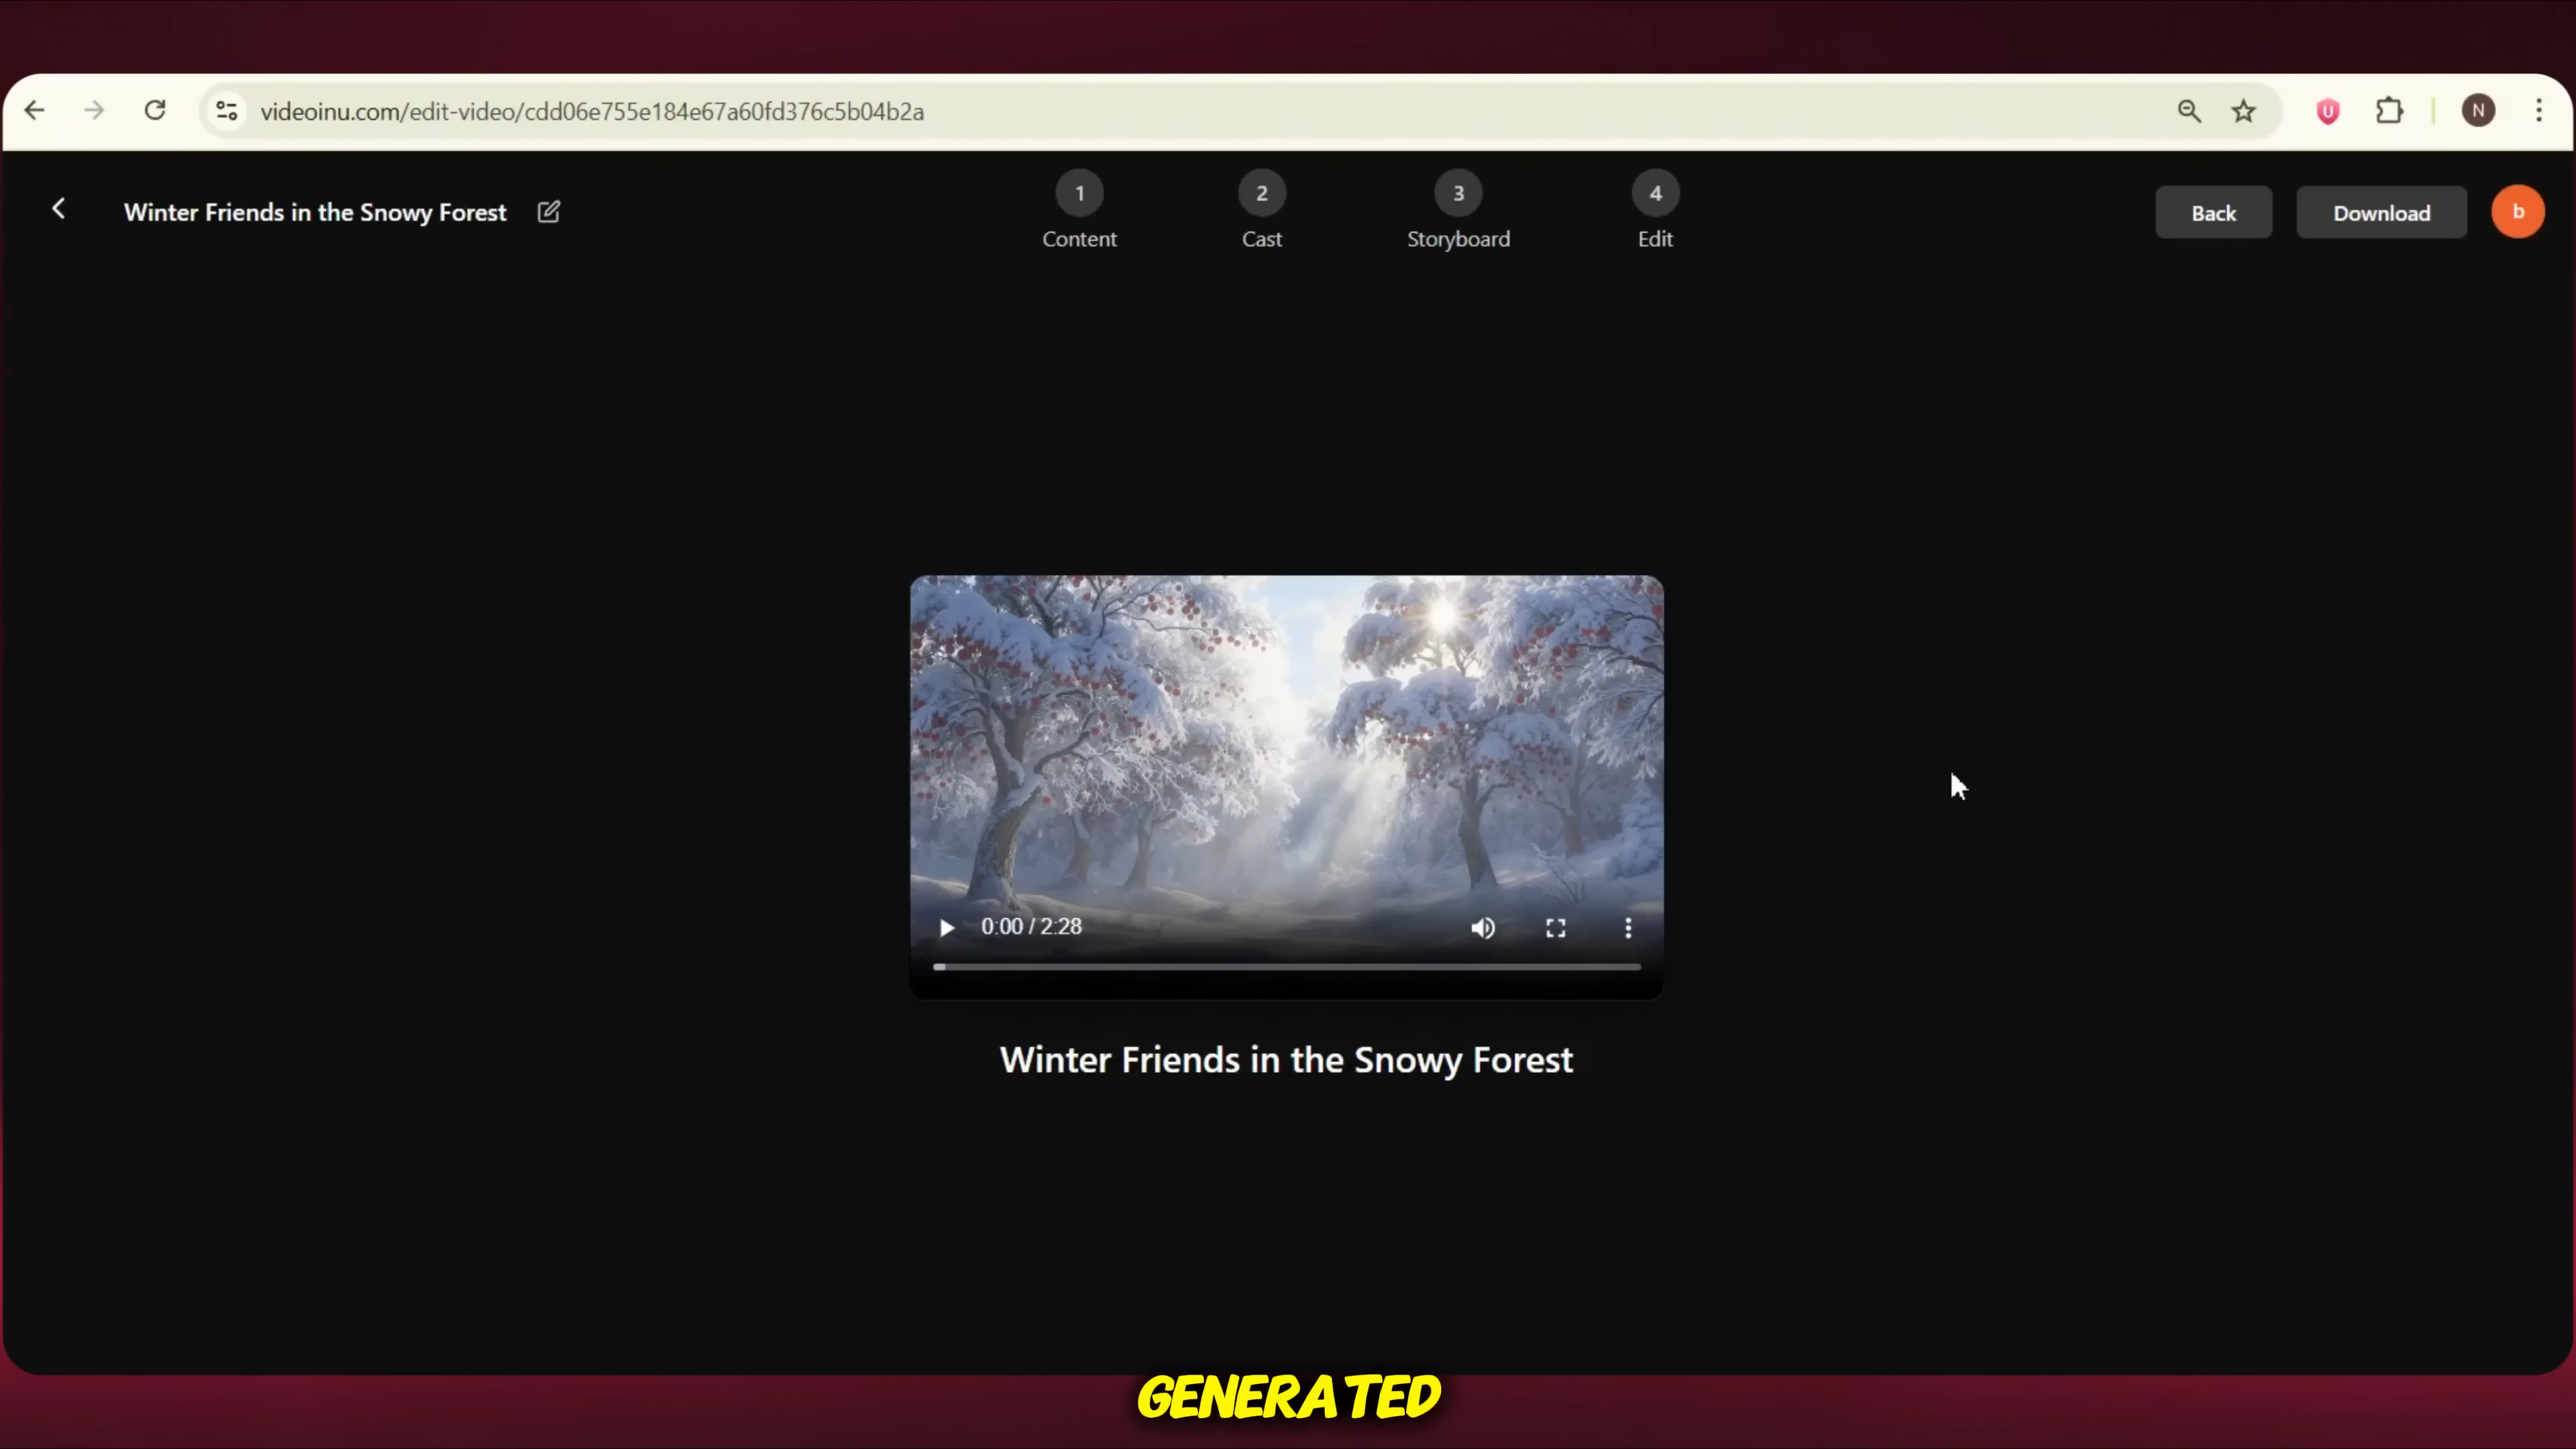 videoinu.com/edit-video/cdd06e755e184e67a60fd376c5b04b2a
U
N
Winter Friends in the Snowy Forest
1
Content
2
Cast
3
Storyboard
4
Edit
Back
Download
b
0:00 / 2:28
Winter Friends in the Snowy Forest
GENERATED